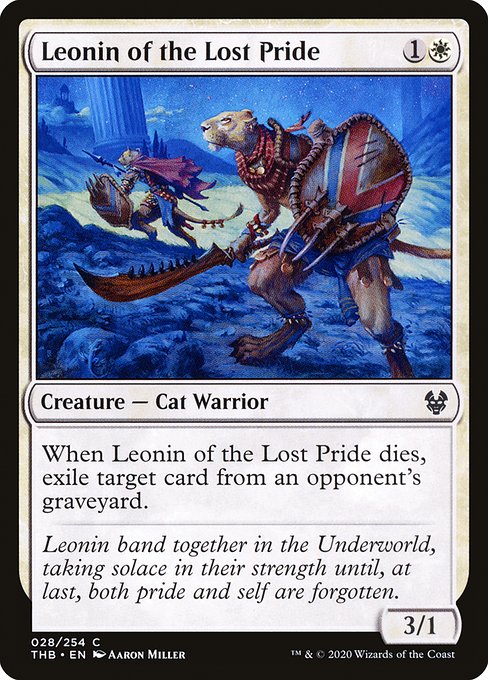 Leonin of the Lost Pride 1
Creature — Cat Warrior
When Leonin of the Lost Pride dies,
exile target card from an opponent's
graveyard.
Leonin band together in the Underworld,
taking solace in their strength until, at
last, both pride and self are forgotten.
3/1
028/254 C
THB • EN Aaron Miller
™ & © 2020 Wizards of the Coast